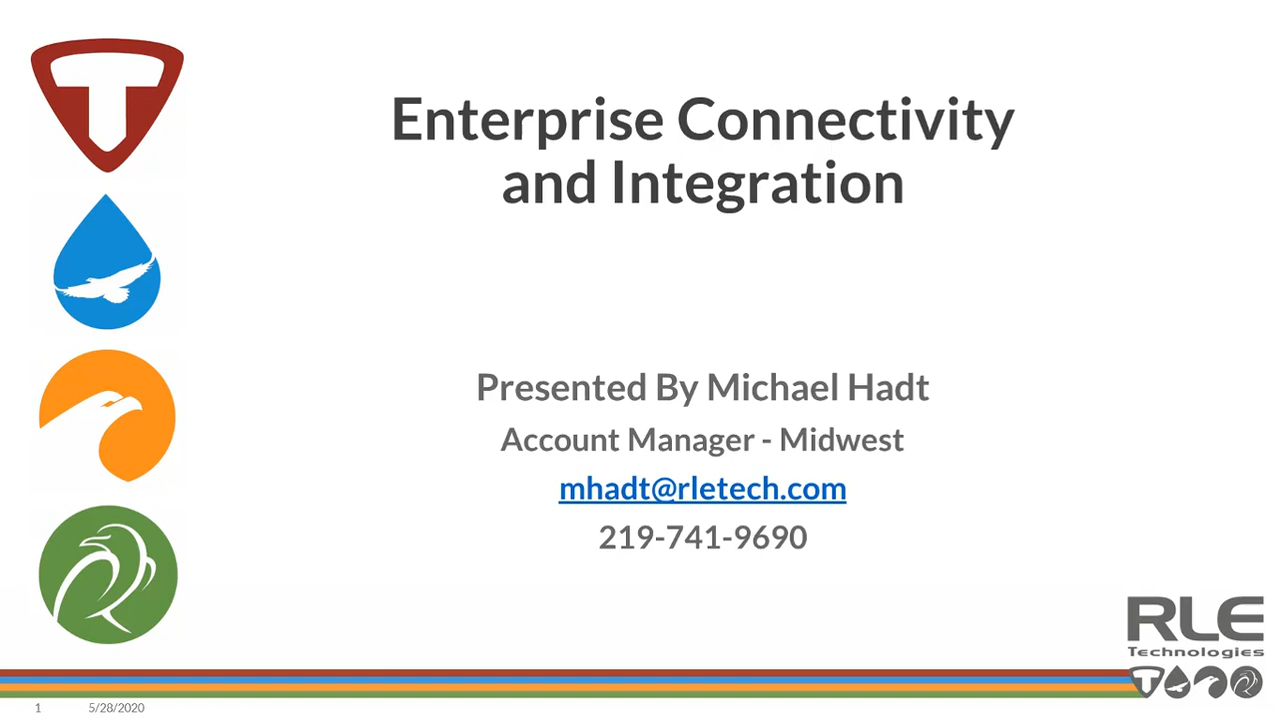 Enterprise Connectivity
and Integration
Presented By Michael Hadt
Account Manager - Midwest
mhadt@rletech.com
219-741-9690
RLE
Technologies
1 5/28/2020